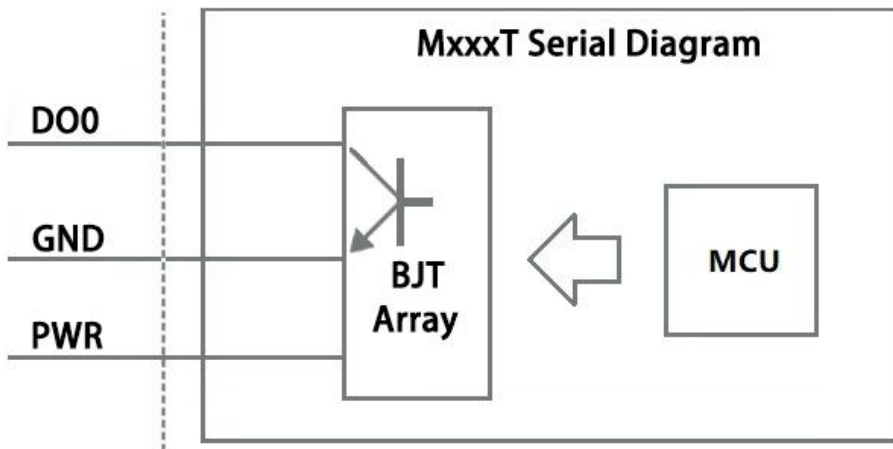 MxxxT Serial Diagram
DO0
GND
PWR
BJT
Array
MCU